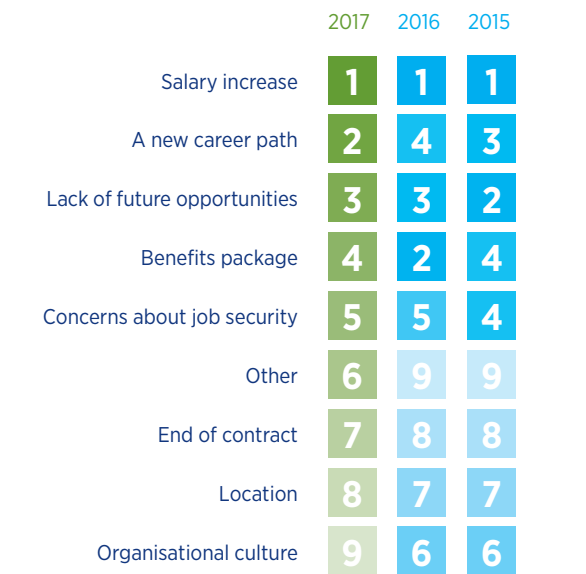 2017 2016 2015
Salary increase 1 1 1
A new career path 2 4 3
Lack of future opportunities 3 3 2
Benefits package 4 2 4
Concerns about job security 5 5 4
Other 6 9 9
End of contract 7 8 8
Location 8 7 7
Organisational culture 9 6 6